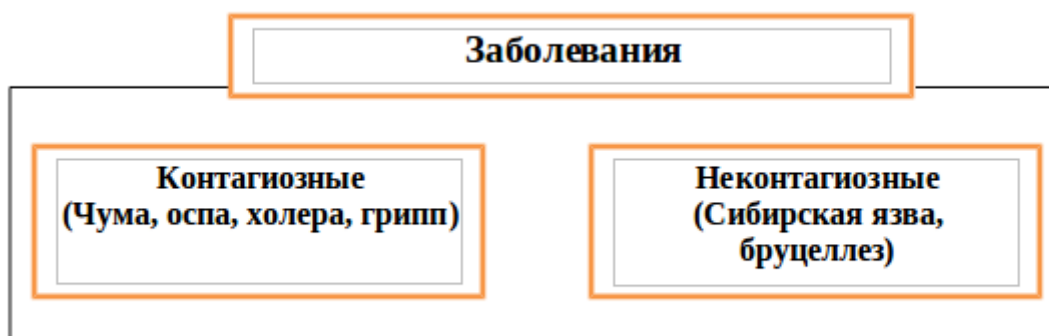 Заболевания
Контагиозные
(Чума, оспа, холера, грипп)
Неконтагиозные
(Сибирская язва,
бруцеллез)